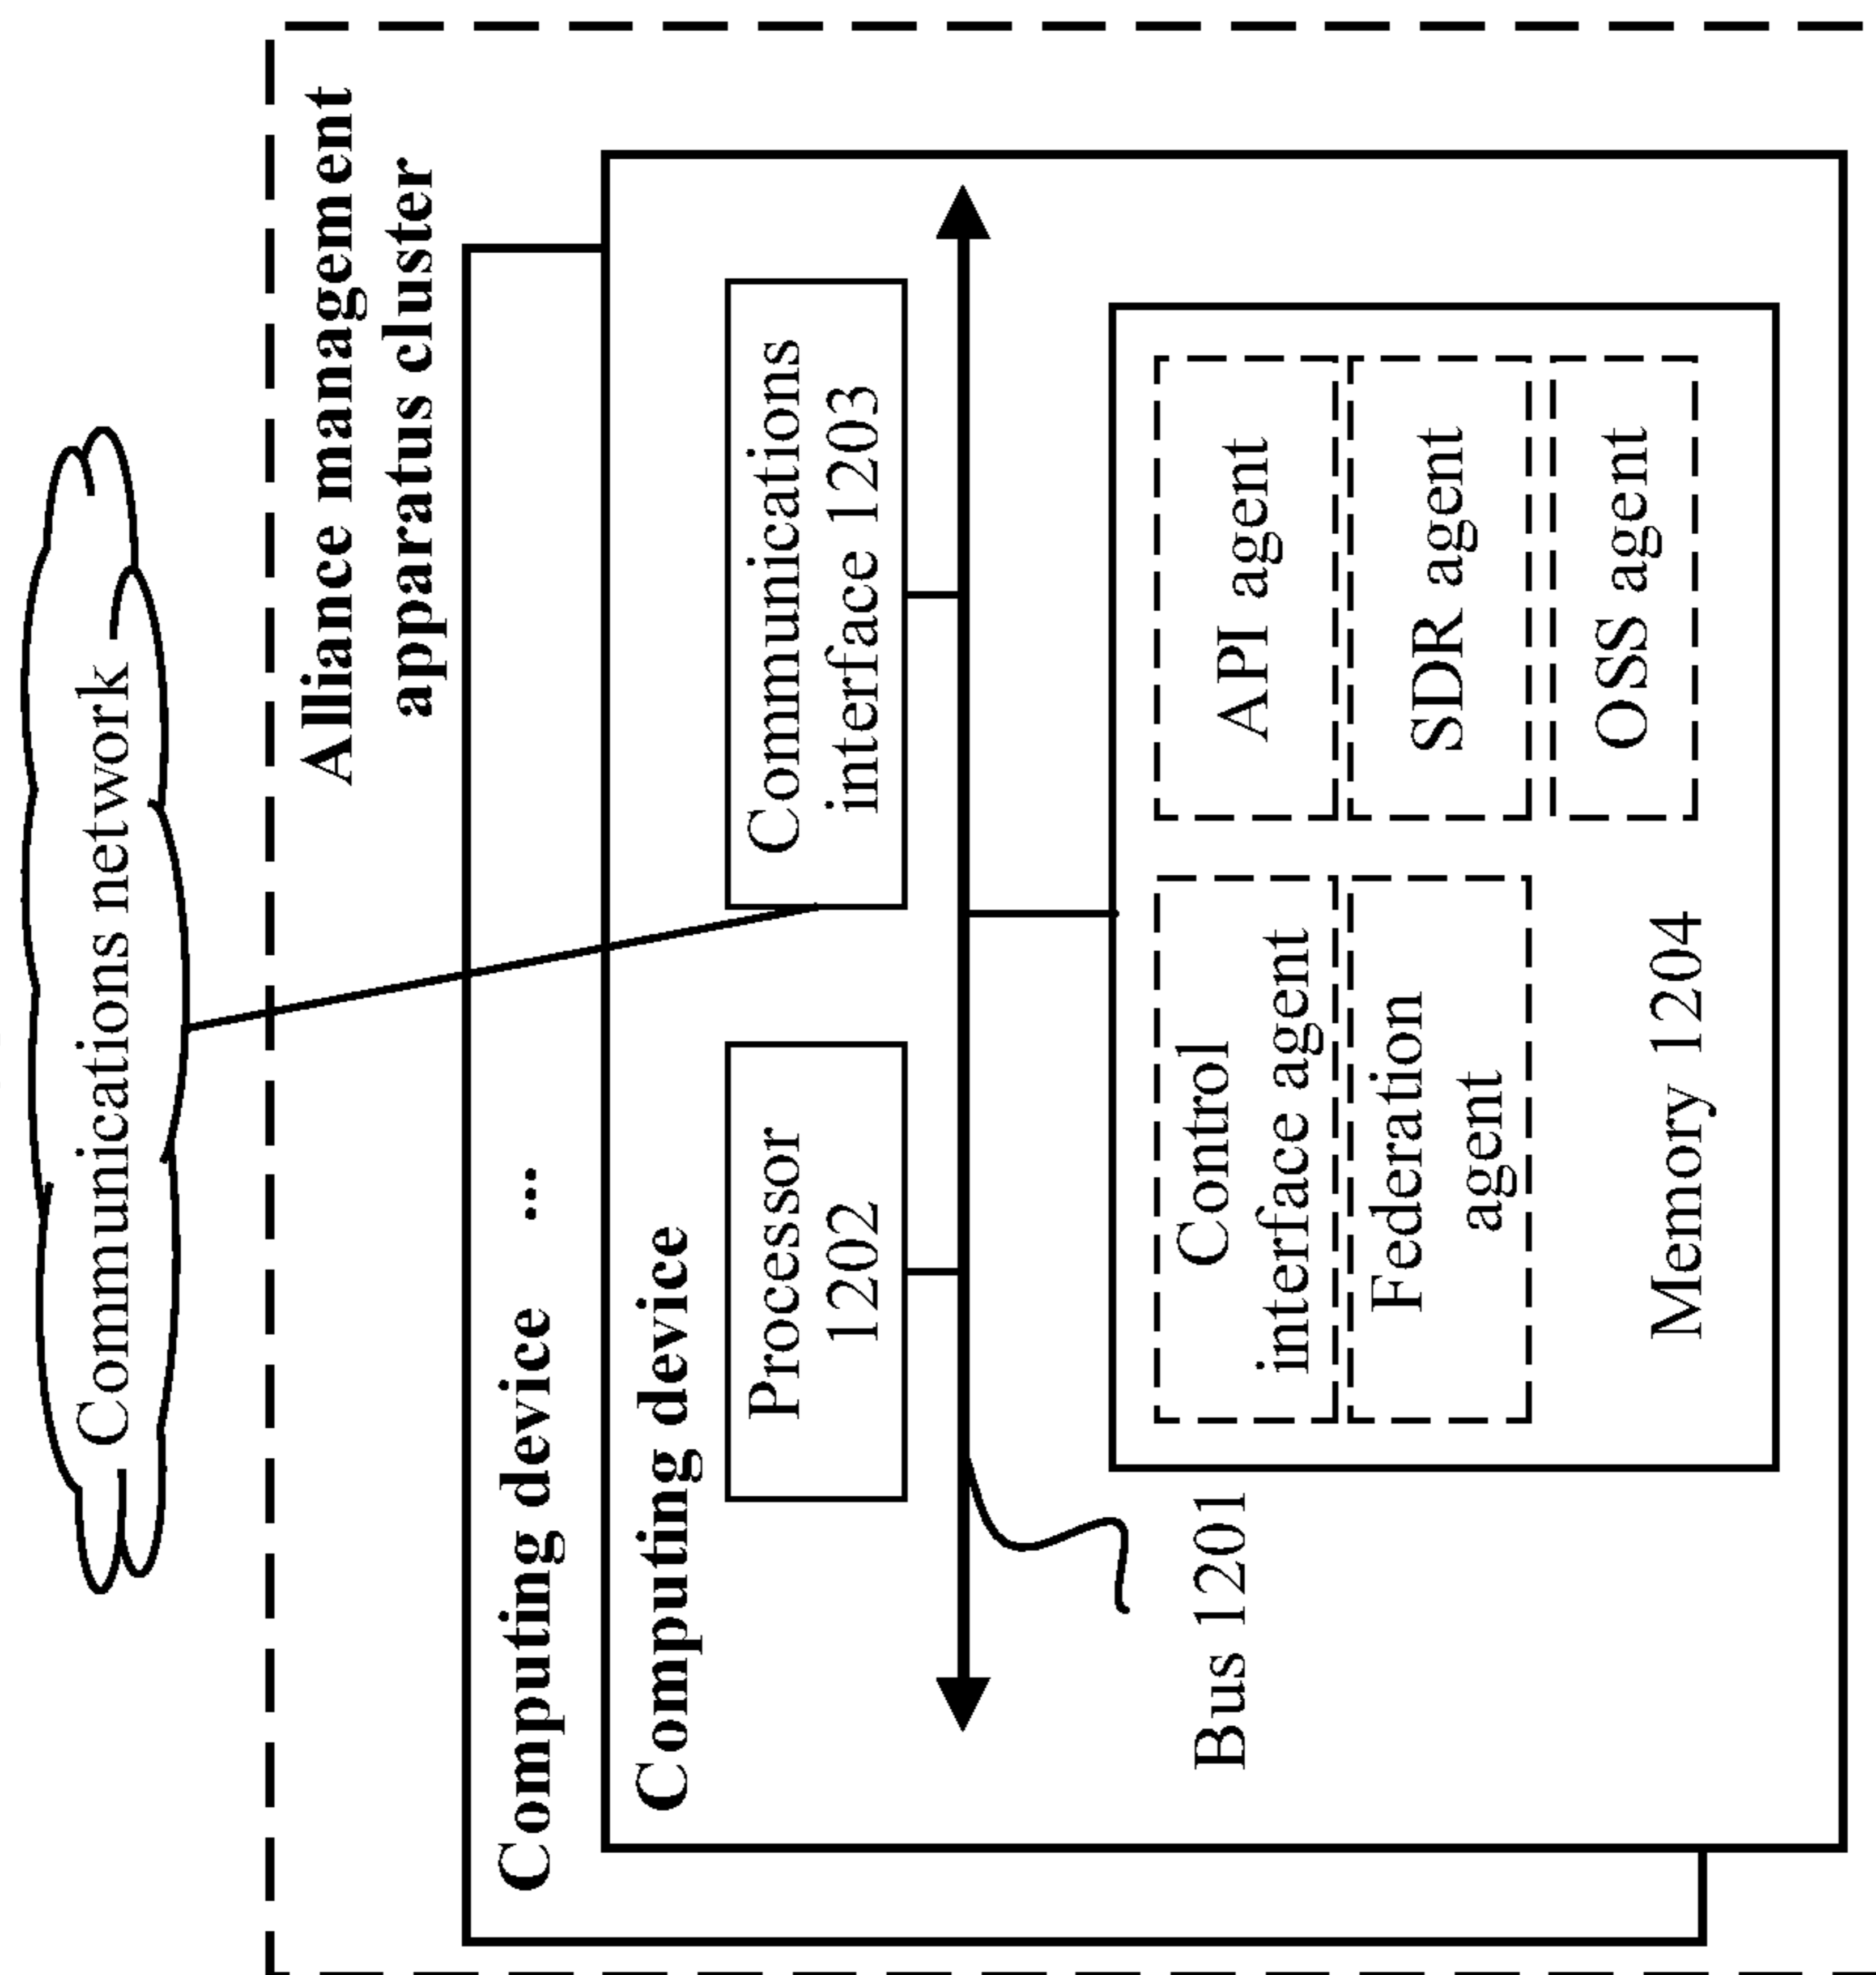 Communications network
Alliance management
apparatus cluster
Computing device ...
Computing device
Processor
1202
Communications
interface 1203
Bus 1201
Control
interface agent
API agent
Federation
agent
SDR agent
OSS agent
Memory 1204